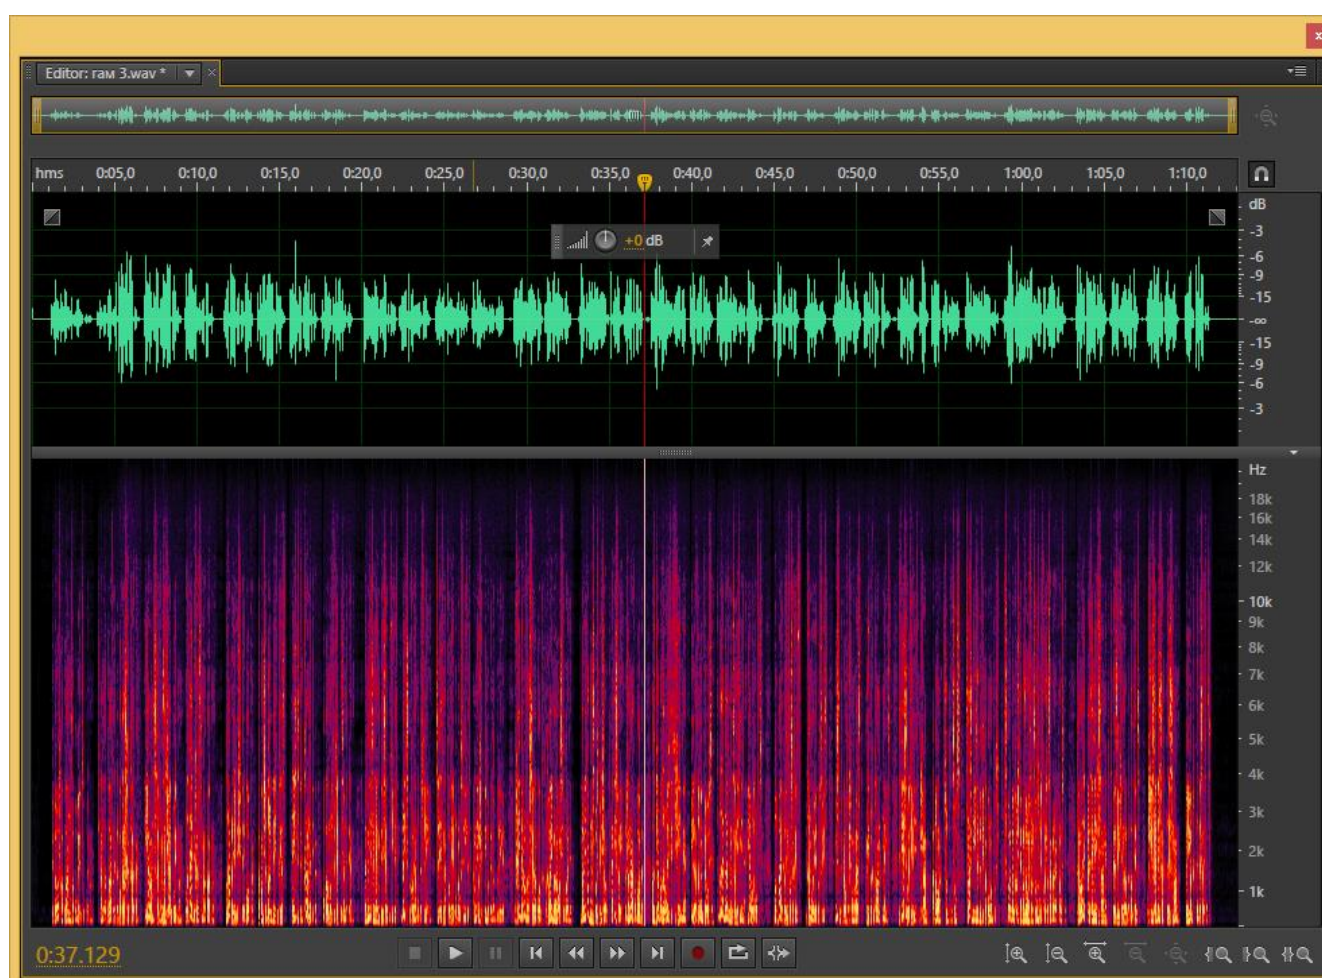 Editor: гам 3.wav *
hms 0:05,0 0:10,0 0:15,0 0:20,0 0:25,0 0:30,0 0:35,0 0:40,0 0:45,0 0:50,0 0:55,0 1:00,0 1:05,0 1:10,0
dB
-3
+0 dB
-6
-9
-15
-∞
-15
-9
-6
-3
Hz
18k
16k
14k
12k
10k
9k
8k
7k
6k
5k
4k
3k
2k
1k
0:37.129